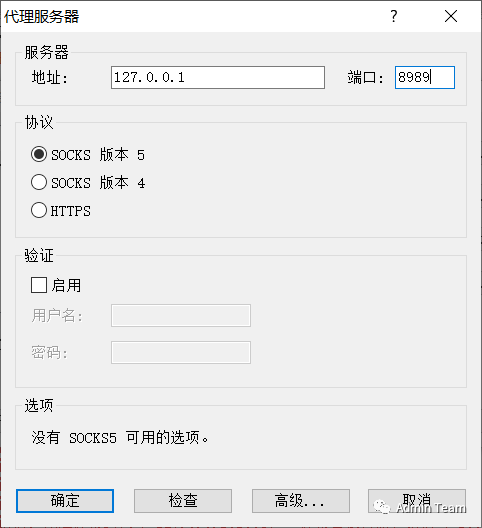 代理服务器
服务器
地址: 127.0.0.1 端口: 8989
协议
SOCKS 版本 5
SOCKS 版本 4
HTTPS
验证
启用
用户名:
密码:
选项
没有 SOCKS5 可用的选项。
确定 检查 高级... 取消
Admin Team